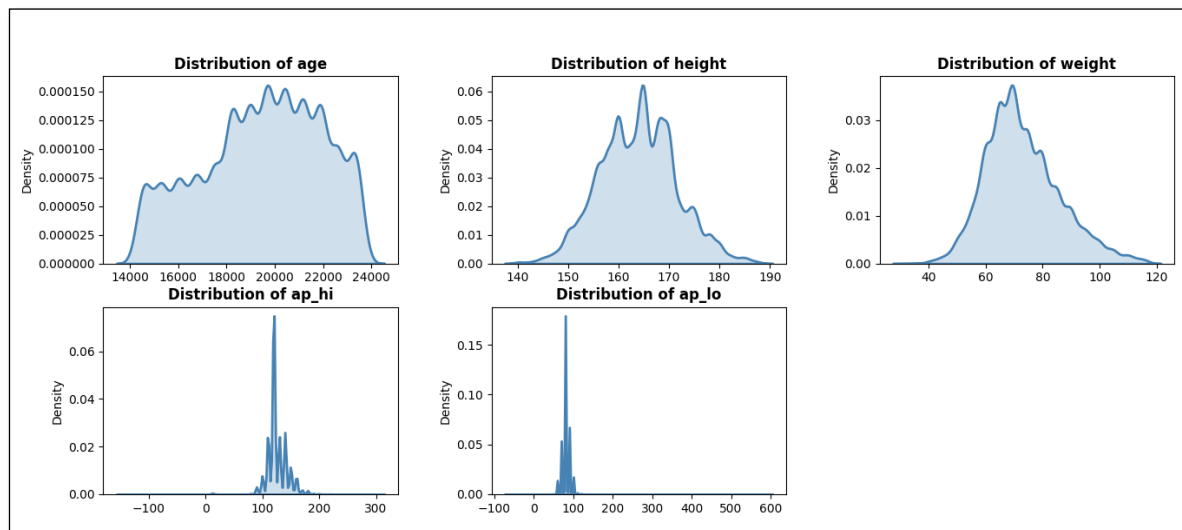 Distribution of age
Distribution of height
Distribution of weight
Density
0.000150
0.000125
0.000100
0.000075
0.000050
0.000025
0.000000
14000 16000 18000 20000 22000 24000
Density
0.06
0.05
0.04
0.03
0.02
0.01
0.00
140 150 160 170 180 190
Density
0.03
0.02
0.01
0.00
40 60 80 100 120
Distribution of ap_hi
Distribution of ap_lo
Density
0.06
0.04
0.02
0.00
−100 0 100 200 300
Density
0.15
0.10
0.05
0.00
−100 0 100 200 300 400 500 600